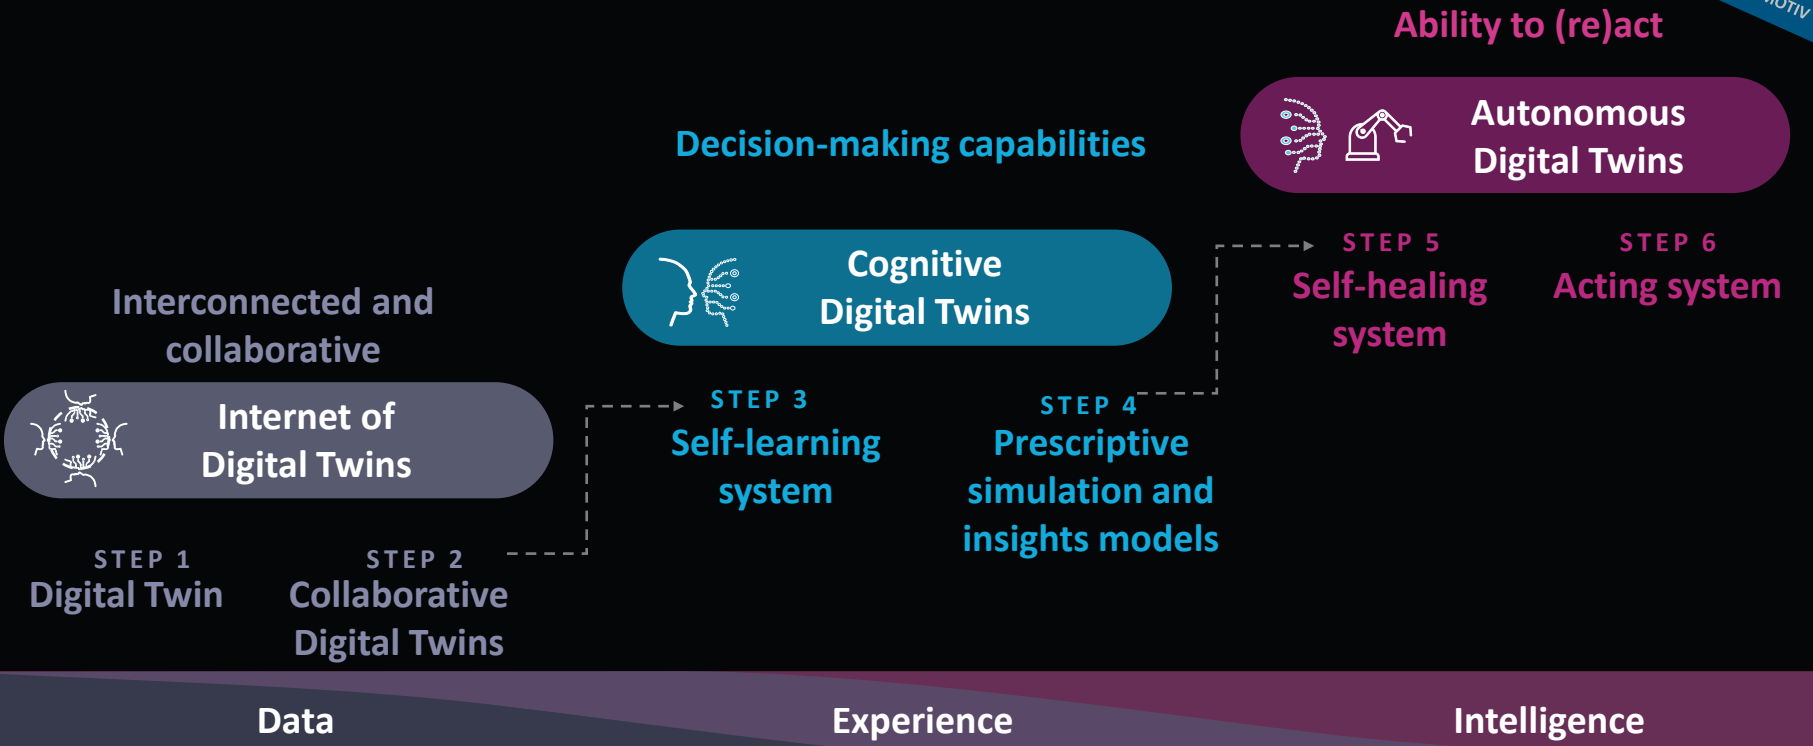 Ability to (re)act
Autonomous
Digital Twins
STEP 5
Self-healing
system
STEP 6
Acting system
Decision-making capabilities
Cognitive
Digital Twins
STEP 3
Self-learning
system
STEP 4
Prescriptive
simulation and
insights models
Interconnected and
collaborative
Internet of
Digital Twins
STEP 1
Digital Twin
STEP 2
Collaborative
Digital Twins
Data
Experience
Intelligence